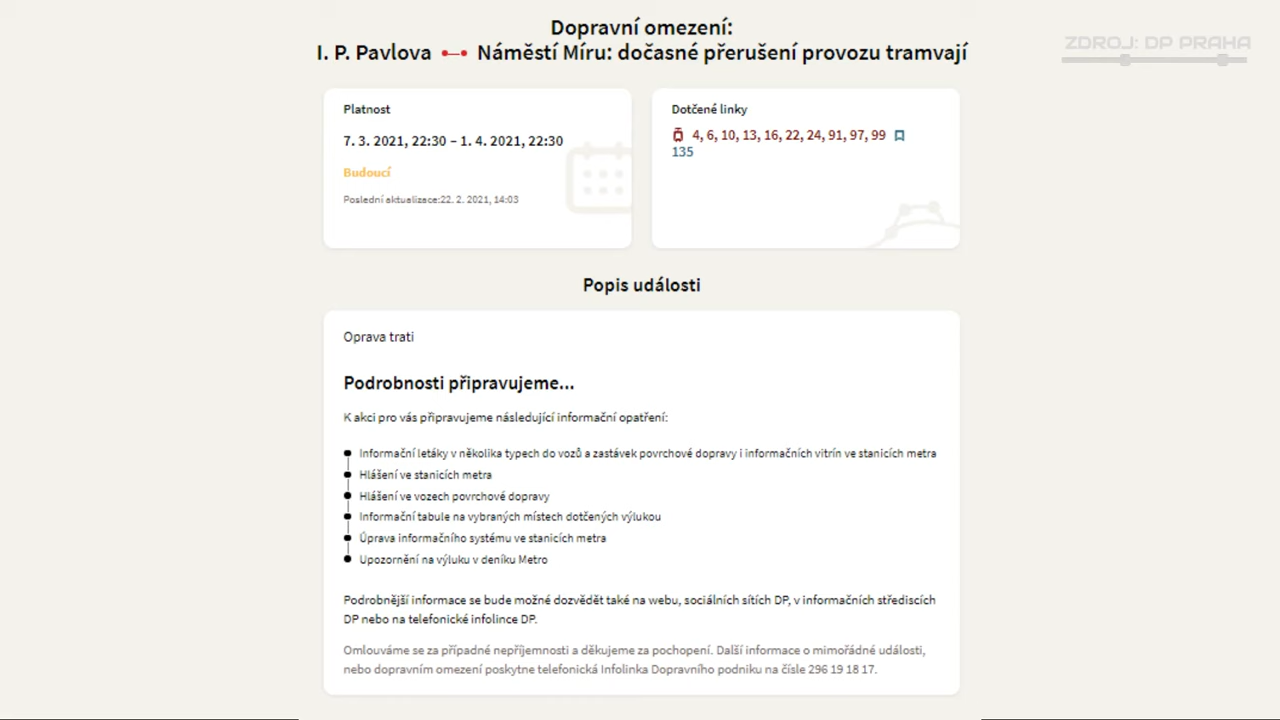 Dopravní omezení:
I. P. Pavlova Náměstí Míru: dočasné přerušení provozu tramvají
ZDROJ: DP PRAHA
Platnost
7. 3. 2021, 22:30 – 1. 4. 2021, 22:30
Budoucí
Poslední aktualizace:22. 2. 2021, 14:03
Dotčené linky
4, 6, 10, 13, 16, 22, 24, 91, 97, 99
135
Popis události
Oprava trati
Podrobnosti připravujeme...
K akci pro vás připravujeme následující informační opatření:
Informační letáky v několika typech do vozů a zastávek povrchové dopravy i informačních vitrín ve stanicích metra
Hlášení ve stanicích metra
Hlášení ve vozech povrchové dopravy
Informační tabule na vybraných místech dotčených výlukou
Úprava informačního systému ve stanicích metra
Upozornění na výluku v deníku Metro
Podrobnější informace se bude možné dozvědět také na webu, sociálních sítích DP, v informačních střediscích
DP nebo na telefonické infolince DP.
Omlouváme se za případné nepříjemnosti a děkujeme za pochopení. Další informace o mimořádné události,
nebo dopravním omezení poskytne telefonická Infolinka Dopravního podniku na čísle 296 19 18 17.